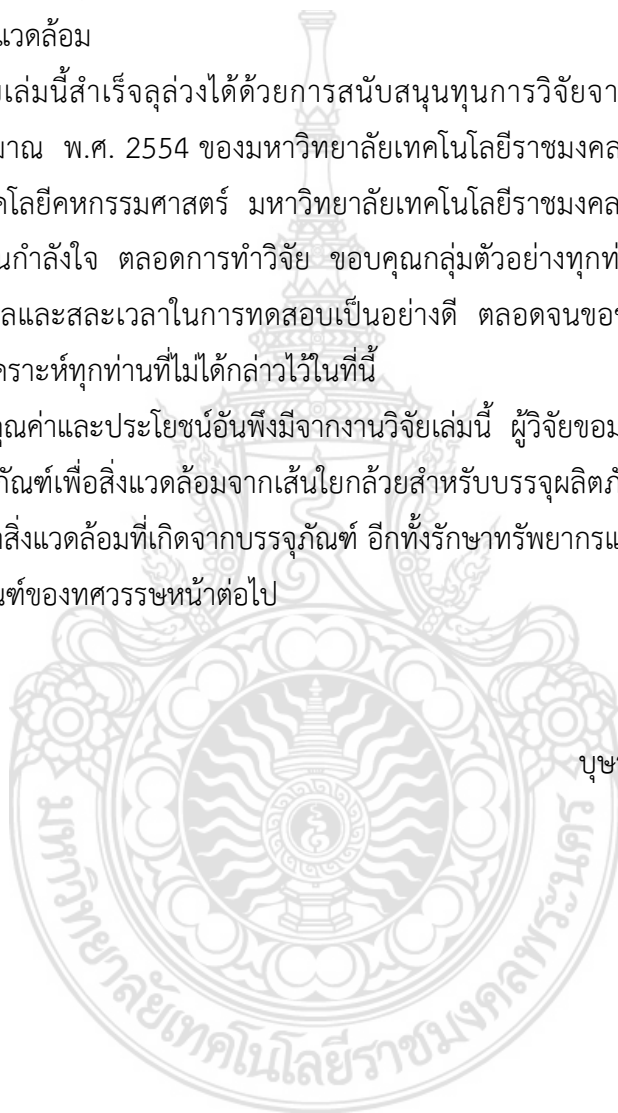 แวดล้อม
เล่มนี้สำเร็จลุล่วงได้ด้วยการสนับสนุนทุนการวิจัยจา
มาณ พ.ศ. 2554 ของมหาวิทยาลัยเทคโนโลยีราชมงคล
คโลยีคหกรรมศาสตร์ มหาวิทยาลัยเทคโนโลยีราชมงคล
นกำลังใจ ตลอดการทำวิจัย ขอบคุณกลุ่มตัวอย่างทุกท่
ลและสละเวลาในการทดสอบเป็นอย่างดี ตลอดจนขอ
คราะห์ทุกท่านที่ไม่ได้กล่าวไว้ในที่นี้
ุณค่าและประโยชน์อันพึงมีจากงานวิจัยเล่มนี้ ผู้วิจัยขอม
ภัณฑ์เพื่อสิ่งแวดล้อมจากเส้นใยกล้วยสำหรับบรรจุผลิตภั
สิ่งแวดล้อมที่เกิดจากบรรจุภัณฑ์ อีกทั้งรักษาทรัพยากรแ
ณฑ์ของทศวรรษหน้าต่อไป
บุษ
มหาวิทยาลัยเทคโนโลยีราชมงคลพระนคร